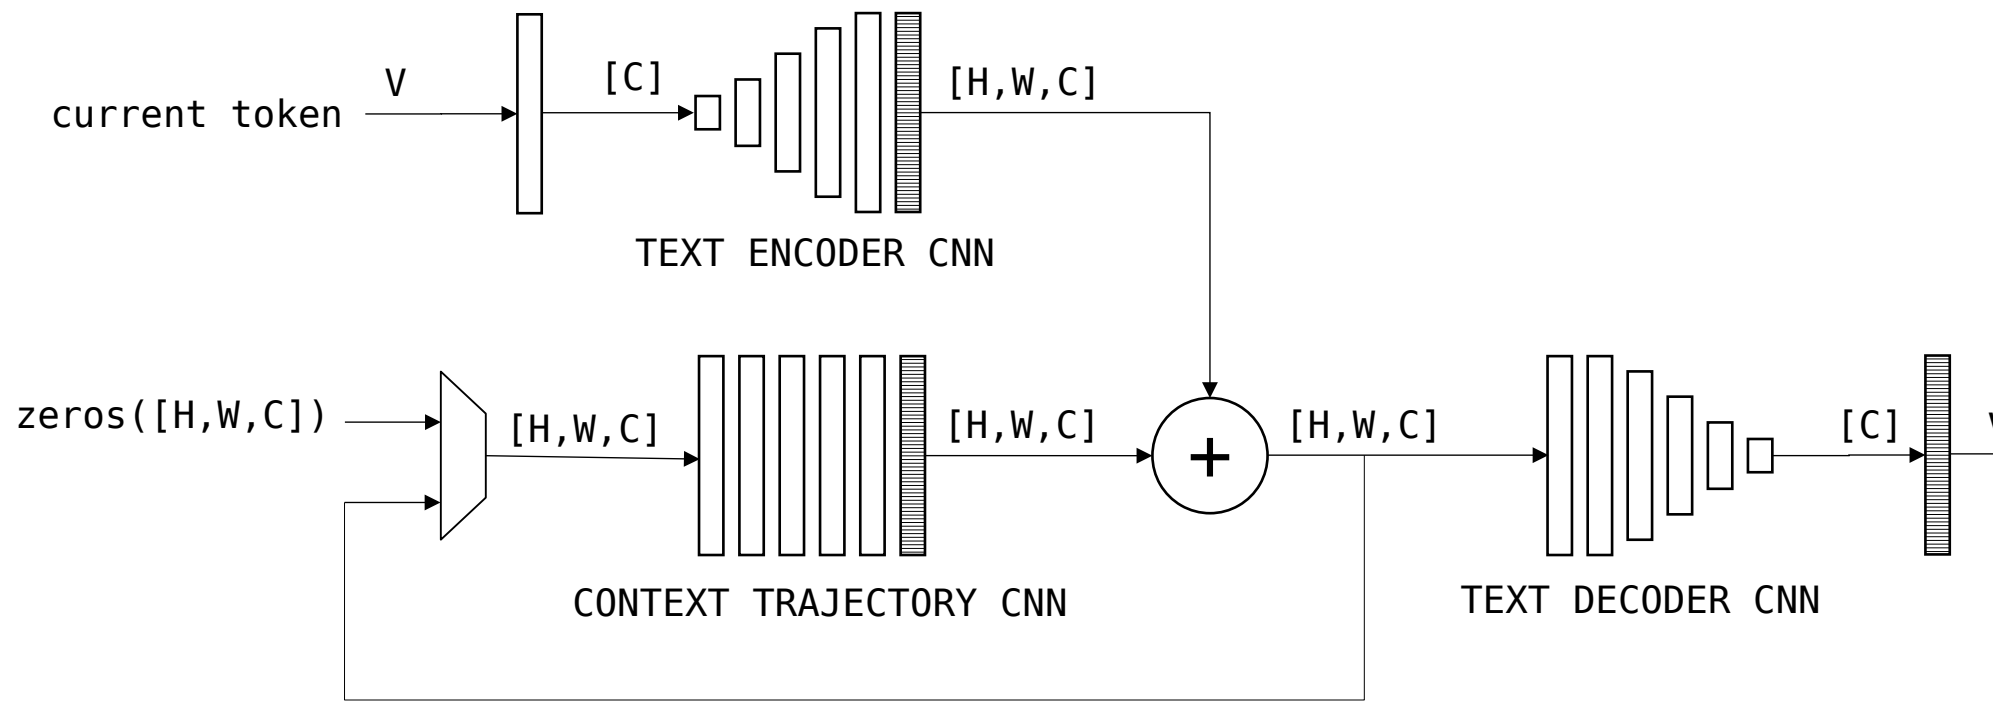 V
[C]
[H,W,C]
current token
TEXT ENCODER CNN
zeros([H,W,C])
[H,W,C]
[H,W,C]
[H,W,C]
[C]
CONTEXT TRAJECTORY CNN
TEXT DECODER CNN